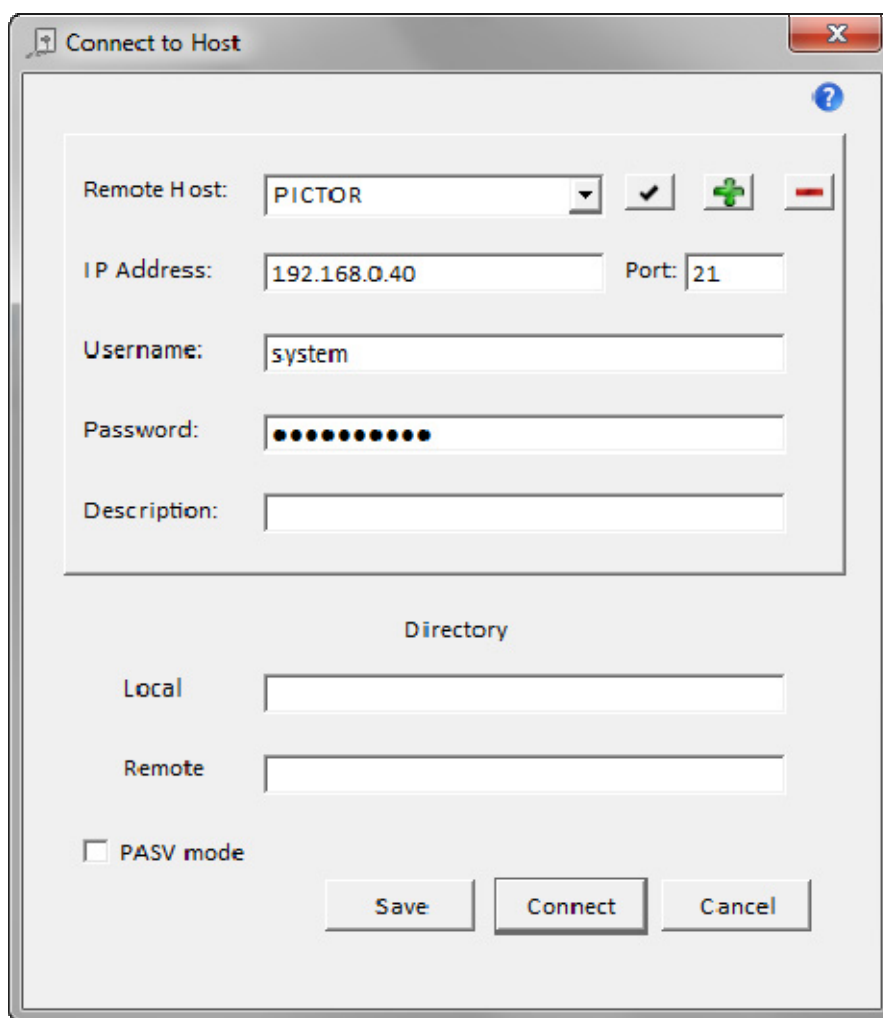 Connect to Host
Remote Host: PICTOR
IP Address: 192.168.0.40 Port: 21
Username: system
Password: ●●●●●●●●●●
Description:
Directory
Local
Remote
PASV mode
Save Connect Cancel